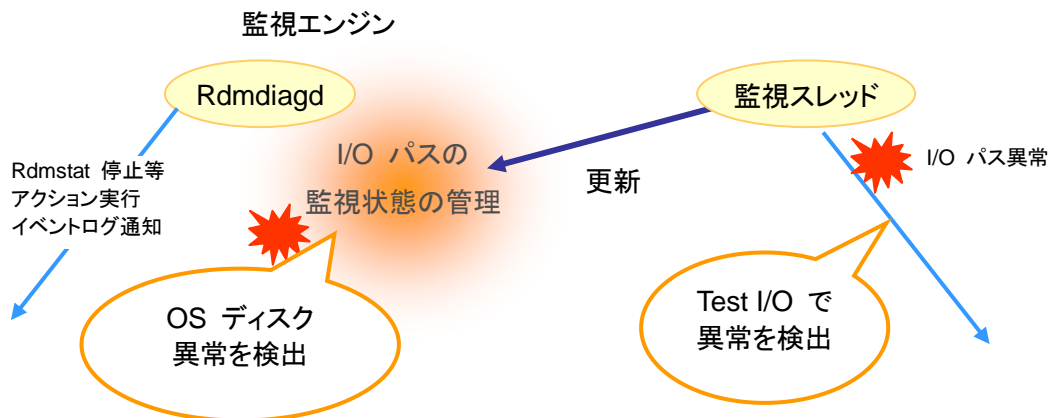 監視エンジン
Rdmdiagd
監視スレッド
I/O パスの
監視状態の管理
更新
I/O パス異常
Rdmstat 停止等
アクション実行
イベントログ通知
OS ディスク
異常を検出
Test I/O で
異常を検出